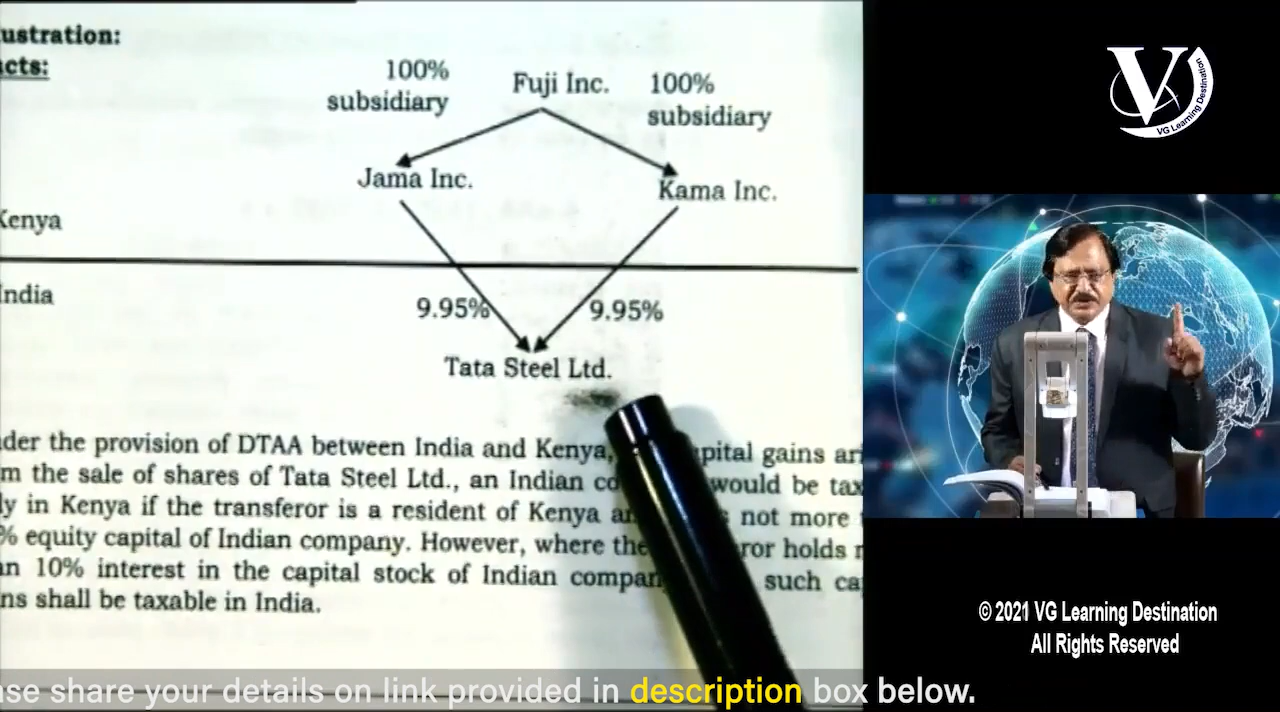 ustration:
cts:
100%
subsidiary
Fuji Inc.
100%
subsidiary
Jama Inc.
Kama Inc.
Kenya
India
9.95%
9.95%
Tata Steel Ltd.
der the provision of DTAA between India and Kenya, pital gains ari
m the sale of shares of Tata Steel Ltd., an Indian co would be tax
ly in Kenya if the transferor is a resident of Kenya a not more
% equity capital of Indian company. However, where the ror holds
an 10% interest in the capital stock of Indian compan such ca
ns shall be taxable in India.
V
VG Learning Destination
© 2021 VG Learning Destination
All Rights Reserved
se share your details on link provided in description box below.